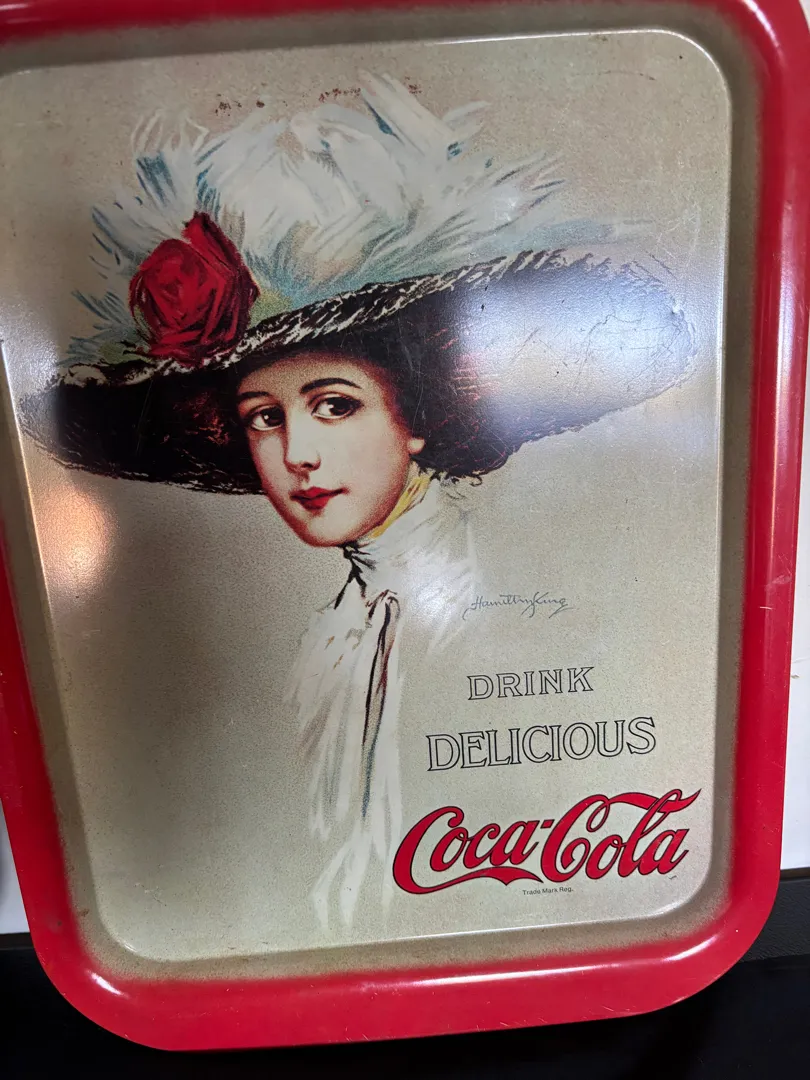 Hamilton King
DRINK
DELICIOUS
Coca-Cola
Trade Mark Reg.